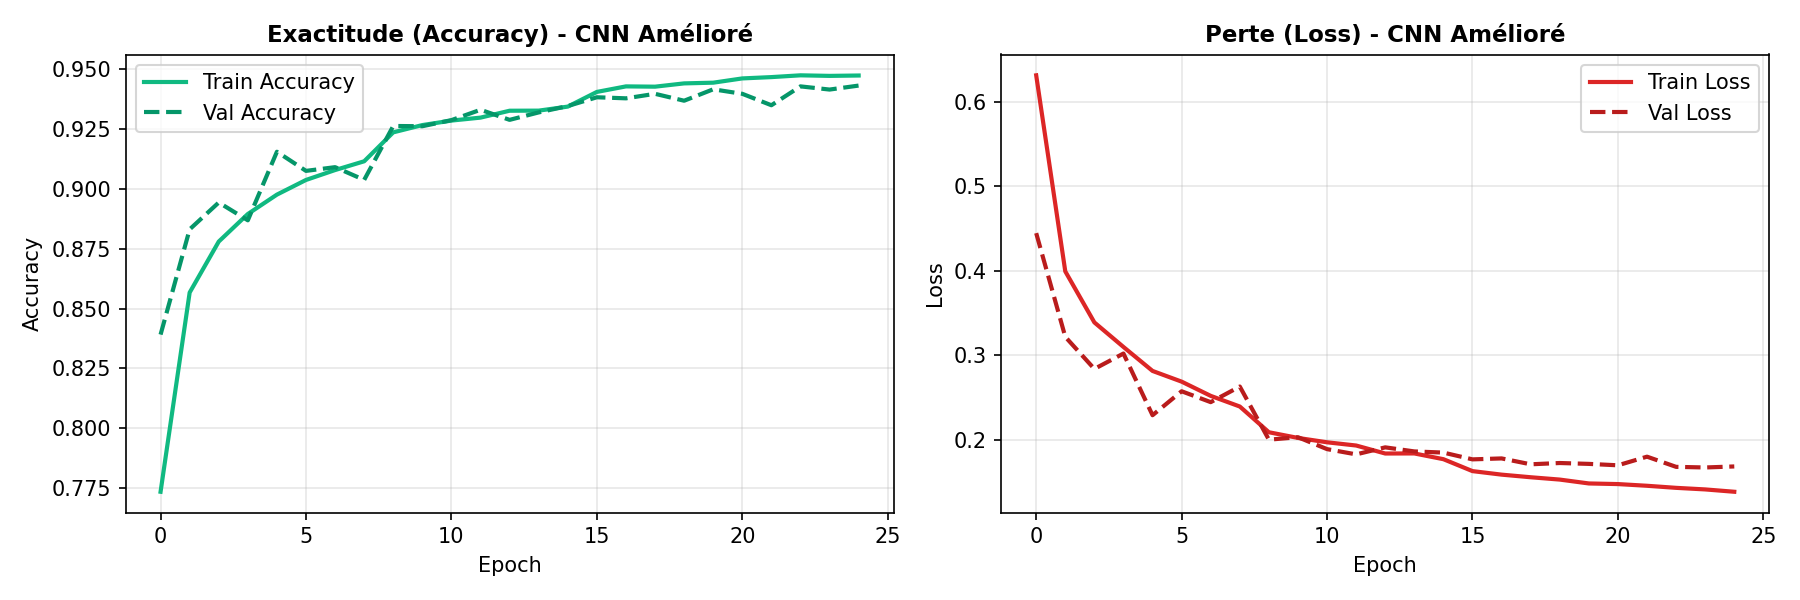 Exactitude (Accuracy) - CNN Amélioré
Train Accuracy
Val Accuracy
0.950
0.925
0.900
0.875
0.850
0.825
0.800
0.775
Accuracy
0 5 10 15 20 25
Epoch
Perte (Loss) - CNN Amélioré
Train Loss
Val Loss
0.6
0.5
0.4
0.3
0.2
Loss
0 5 10 15 20 25
Epoch